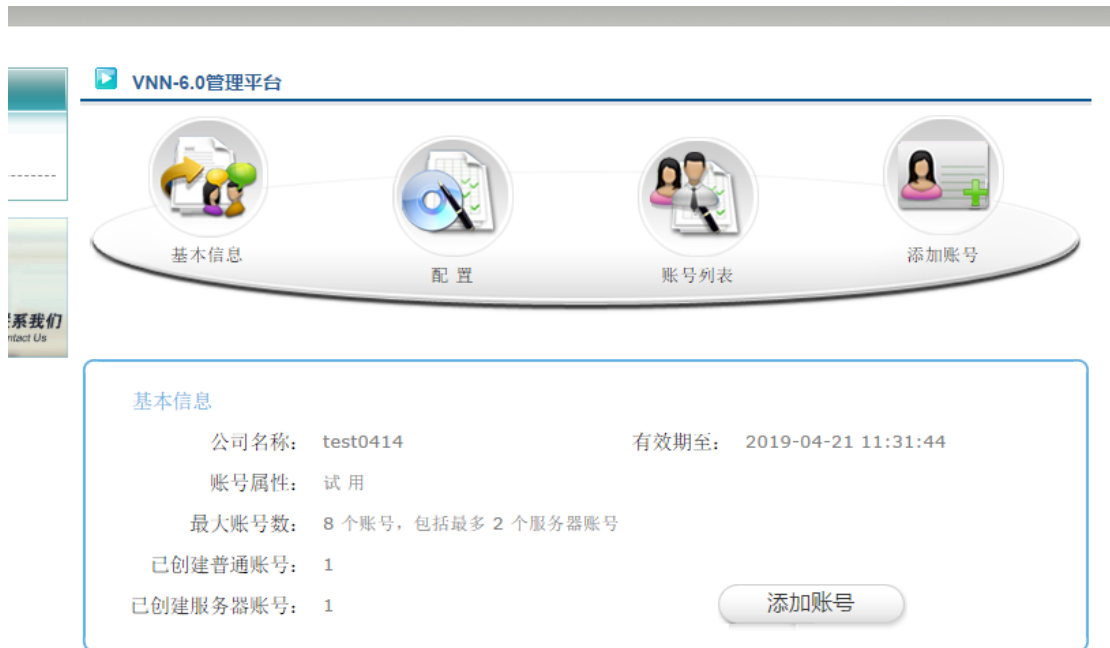 VNN-6.0管理平台
基本信息
配 置
账号列表
添加账号
系我们
ntact Us
基本信息
公司名称： test0414 有效期至： 2019-04-21 11:31:44
账号属性： 试 用
最大账号数： 8 个账号，包括最多 2 个服务器账号
已创建普通账号： 1
已创建服务器账号： 1
添加账号